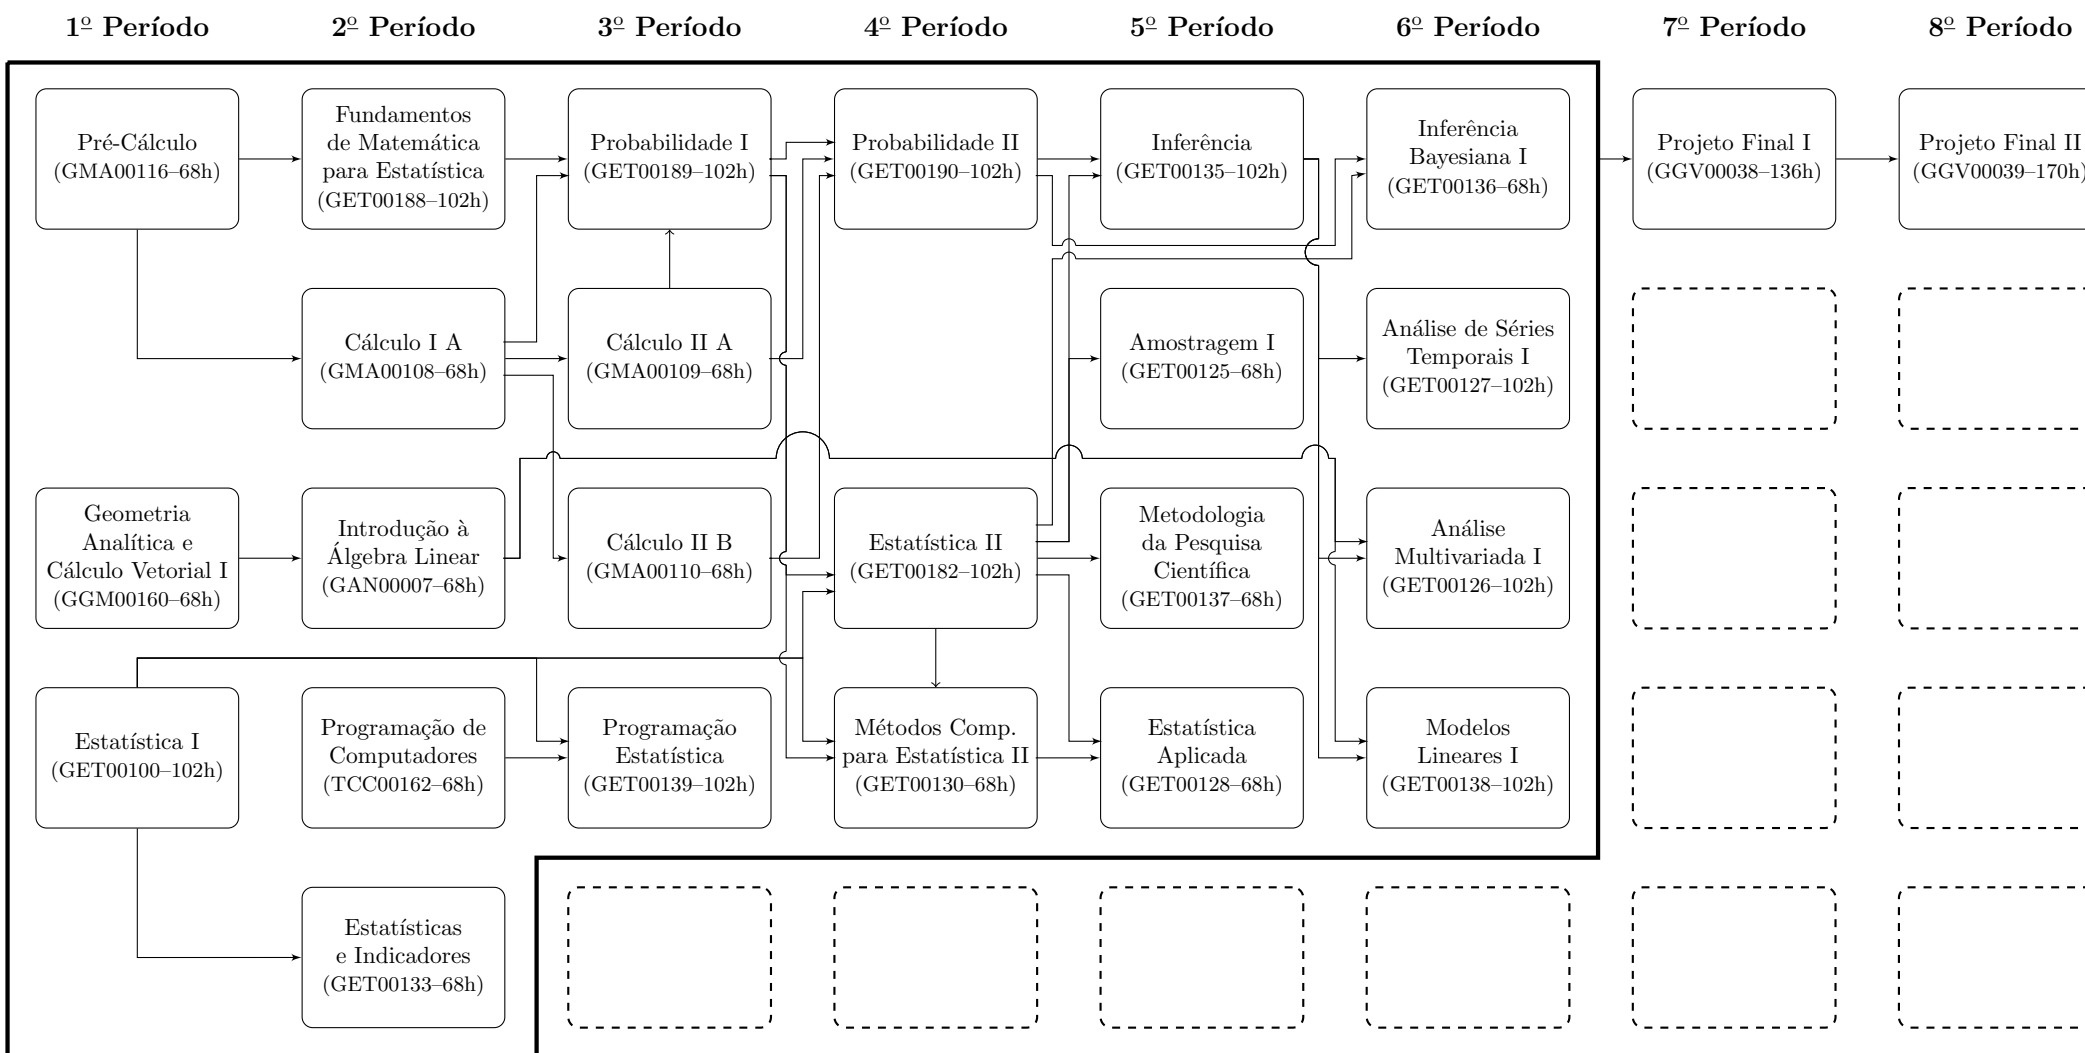 1º Período
2º Período
3º Período
4º Período
5º Período
6º Período
7º Período
8º Período
Pré-Cálculo
(GMA00116–68h)
Fundamentos
de Matemática
para Estatística
(GET00188–102h)
Probabilidade I
(GET00189–102h)
Probabilidade II
(GET00190–102h)
Inferência
(GET00135–102h)
Inferência
Bayesiana I
(GET00136–68h)
Projeto Final I
(GGV00038–136h)
Projeto Final II
(GGV00039–170h)
Cálculo I A
(GMA00108–68h)
Cálculo II A
(GMA00109–68h)
Amostragem I
(GET00125–68h)
Análise de Séries
Temporais I
(GET00127–102h)
Geometria
Analítica e
Cálculo Vetorial I
(GGM00160–68h)
Introdução à
Álgebra Linear
(GAN00007–68h)
Cálculo II B
(GMA00110–68h)
Estatística II
(GET00182–102h)
Metodologia
da Pesquisa
Científica
(GET00137–68h)
Análise
Multivariada I
(GET00126–102h)
Estatística I
(GET00100–102h)
Programação de
Computadores
(TCC00162–68h)
Programação
Estatística
(GET00139–102h)
Métodos Comp.
para Estatística II
(GET00130–68h)
Estatística
Aplicada
(GET00128–68h)
Modelos
Lineares I
(GET00138–102h)
Estatísticas
e Indicadores
(GET00133–68h)